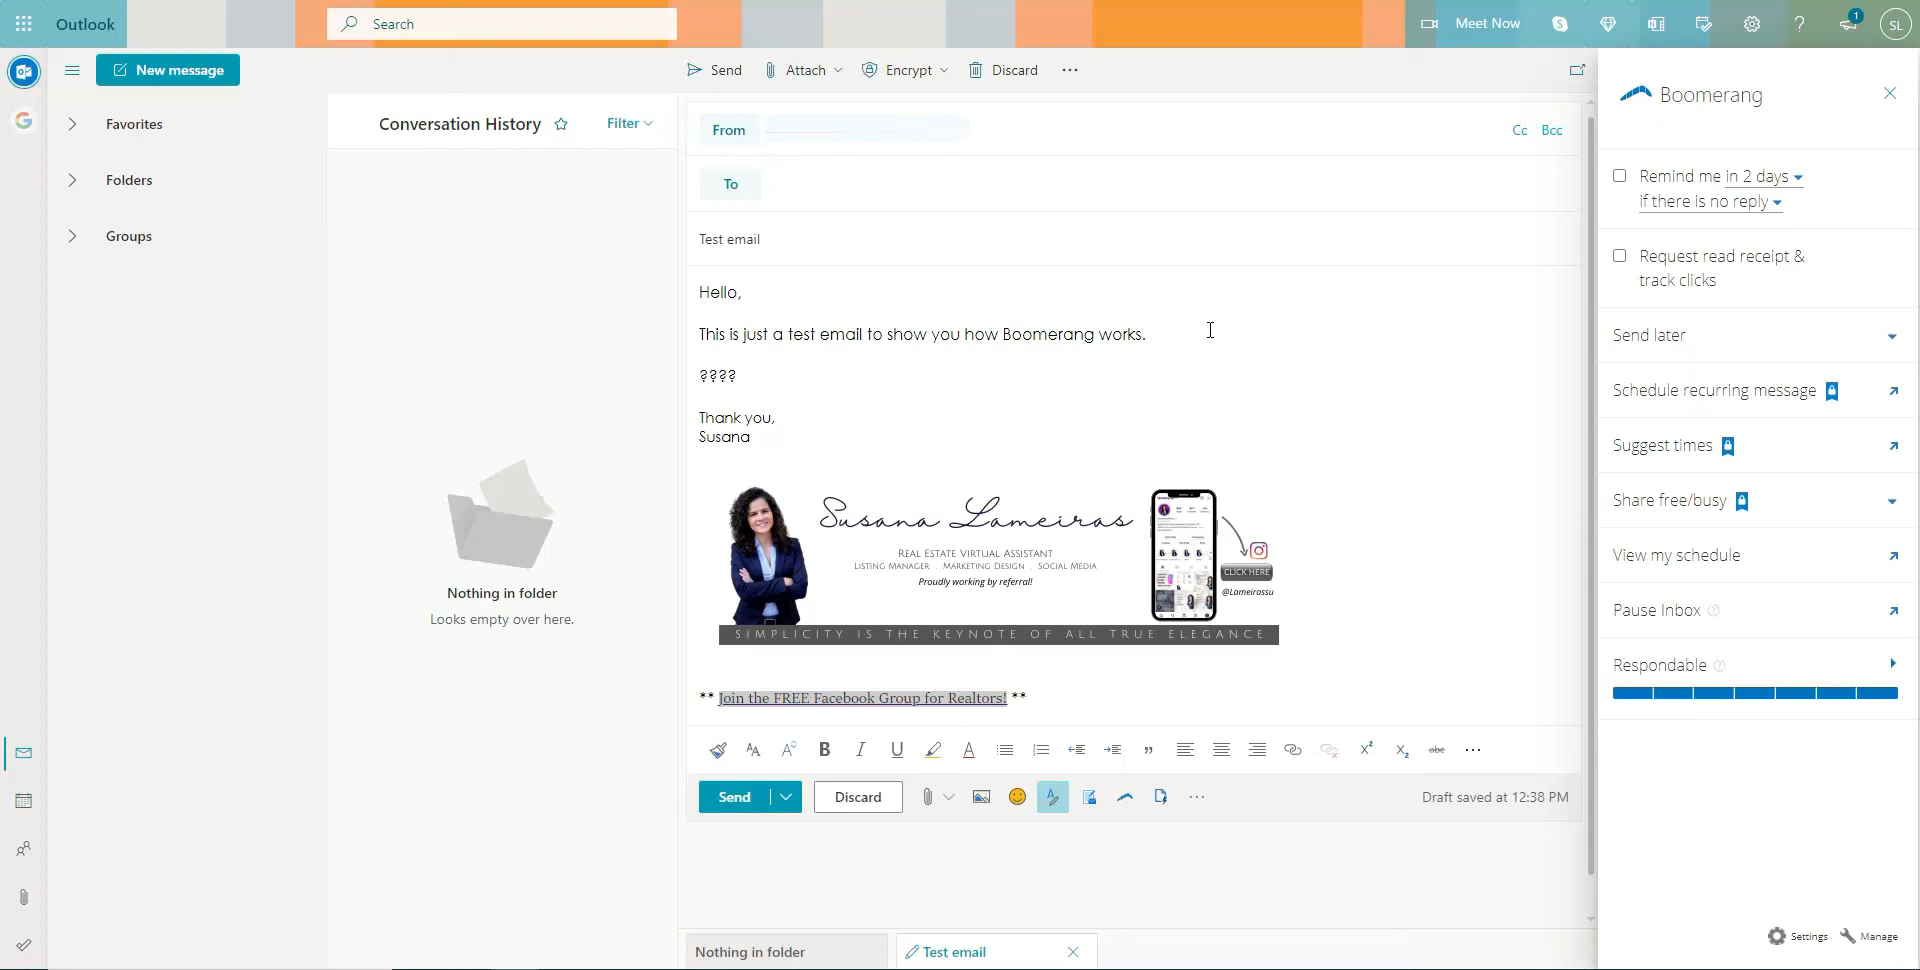 Outlook
Search
Meet Now
1
SL
New message
Send
Attach
Encrypt
Discard
Favorites
Folders
Groups
Conversation History
Filter
Nothing in folder
Looks empty over here.
From
Cc
Bcc
To
Test email
Hello,
This is just a test email to show you how Boomerang works.
????
Thank you,
Susana
Susana Lameiras
Real Estate Virtual Assistant
Listing Manager . Marketing Design . Social Media
Proudly working by referral!
CLICK HERE
@Lameirassu
SIMPLICITY IS THE KEYNOTE OF ALL TRUE ELEGANCE
** Join the FREE Facebook Group for Realtors! **
Send
Discard
Draft saved at 12:38 PM
Nothing in folder
Test email
Boomerang
Remind me in 2 days
if there is no reply
Request read receipt &
track clicks
Send later
Schedule recurring message
Suggest times
Share free/busy
View my schedule
Pause Inbox
Respondable
Settings
Manage